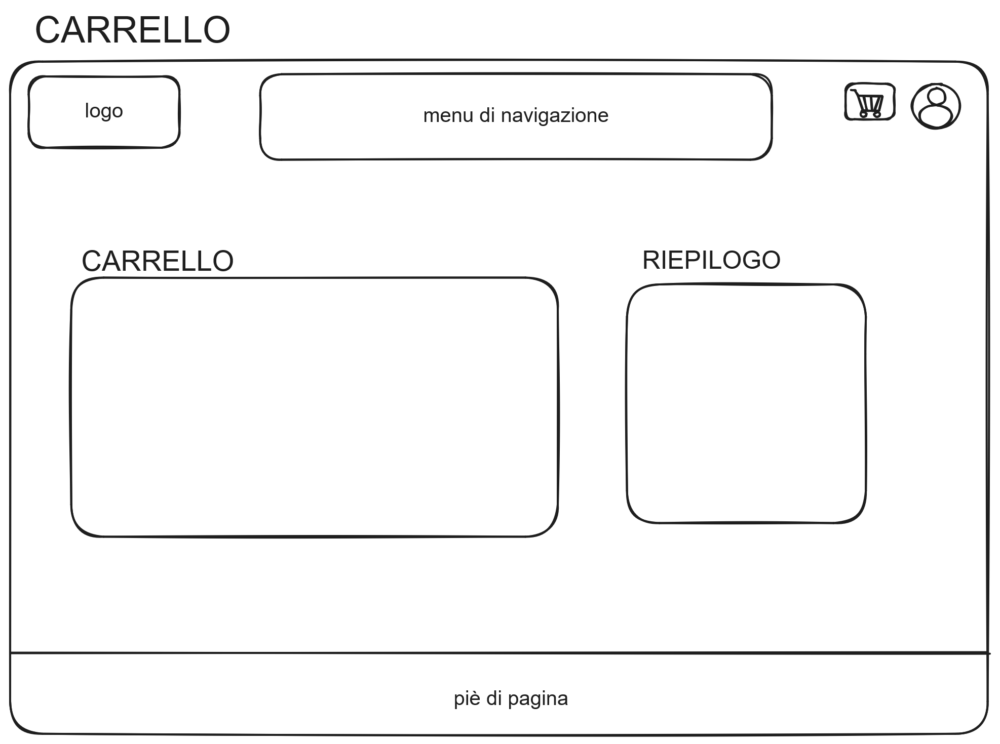 CARRELLO
logo
menu di navigazione
CARRELLO
RIEPILOGO
piè di pagina